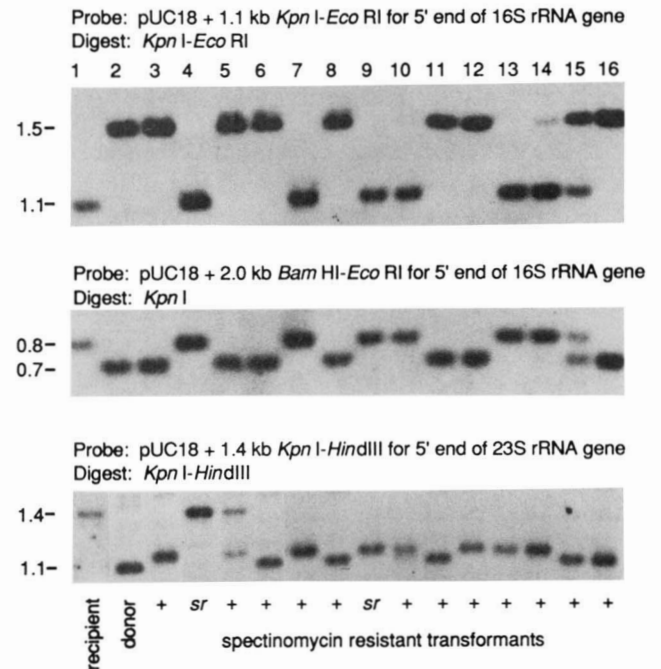 Probe: pUC18 + 1.1 kb Kpn I-Eco RI for 5' end of 16S rRNA gene
Digest: Kpn I-Eco RI
1 2 3 4 5 6 7 8 9 10 11 12 13 14 15 16
1.5-
1.1-
Probe: pUC18 + 2.0 kb Bam HI-Eco RI for 5' end of 16S rRNA gene
Digest: Kpn I
0.8-
0.7-
Probe: pUC18 + 1.4 kb Kpn I-HindIII for 5' end of 23S rRNA gene
Digest: Kpn I-HindIII
1.4-
1.1-
recipient donor + sr + + + + sr + + + + + + +
spectinomycin resistant transformants